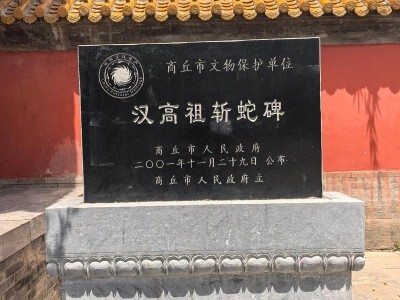 商丘市文物保护单位
汉高祖斩蛇碑
商丘市人民政府
二〇〇一年十一月二十九日 公布
商丘市人民政府立